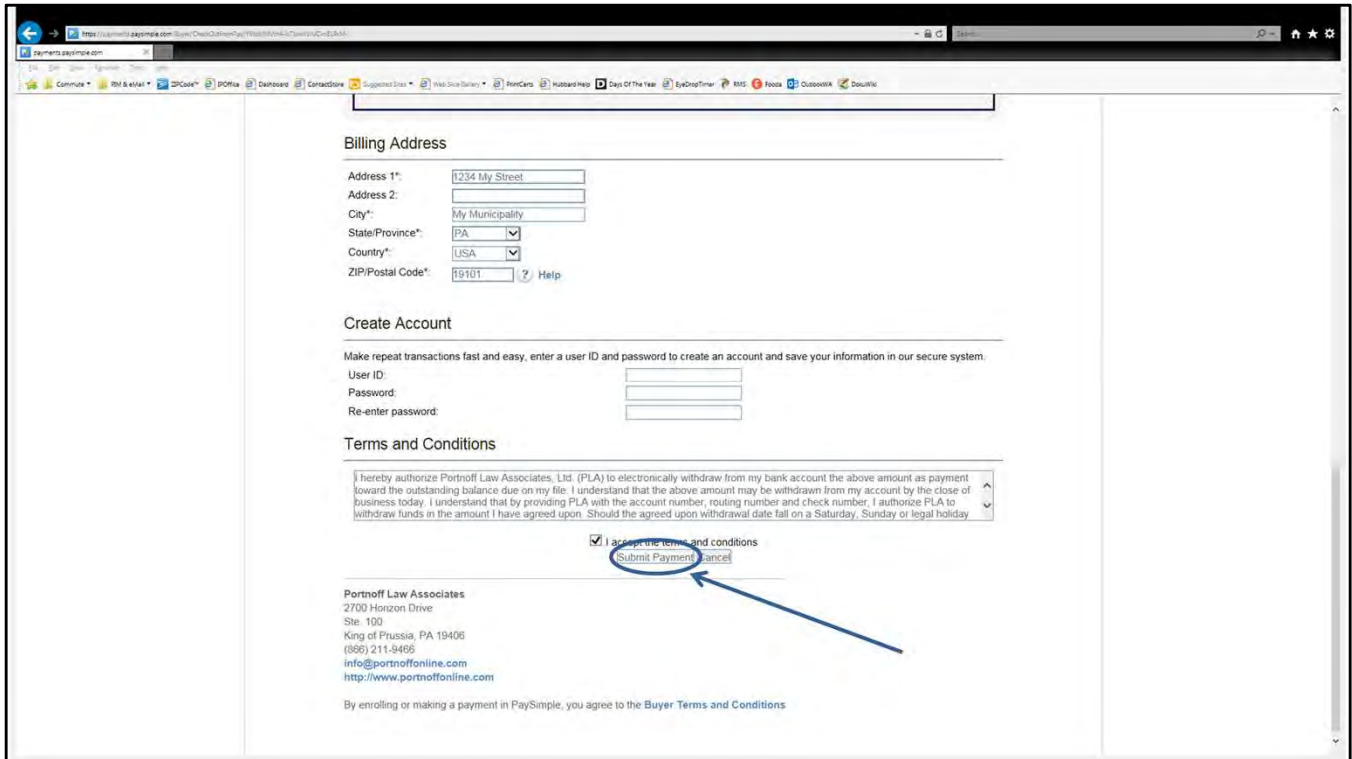 payments.paysimple.com
Commute
RIM & eMail
ZIPCode™
IPOffice
Dashboard
ContactStore
Suggested Sites
Web Slice Gallery
PrintCerts
Hubbard Help
Days Of The Year
EyeDropTimer
RMS
Fooza
OutlookWA
DokuWiki
Billing Address
Address 1*: 1234 My Street
Address 2:
City*: My Municipality
State/Province*: PA
Country*: USA
ZIP/Postal Code*: 19101 ? Help
Create Account
Make repeat transactions fast and easy, enter a user ID and password to create an account and save your information in our secure system.
User ID:
Password:
Re-enter password:
Terms and Conditions
I hereby authorize Portnoff Law Associates, Ltd. (PLA) to electronically withdraw from my bank account the above amount as payment
toward the outstanding balance due on my file. I understand that the above amount may be withdrawn from my account by the close of
business today. I understand that by providing PLA with the account number, routing number and check number, I authorize PLA to
withdraw funds in the amount I have agreed upon. Should the agreed upon withdrawal date fall on a Saturday, Sunday or legal holiday
I accept the terms and conditions
Submit Payment Cancel
Portnoff Law Associates
2700 Horizon Drive
Ste. 100
King of Prussia, PA 19406
(866) 211-9466
info@portnoffonline.com
http://www.portnoffonline.com
By enrolling or making a payment in PaySimple, you agree to the Buyer Terms and Conditions